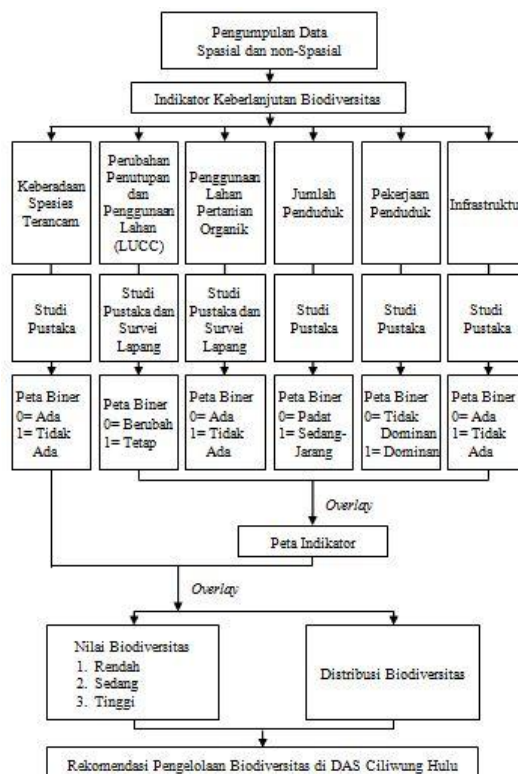 Pengumpulan Data
Spasial dan non-Spasial
Indikator Keberlanjutan Biodiversitas
Keberadaan
Spesies
Terancam
Perubahan
Penutupan
dan
Penggunaan
Lahan
(LUCC)
Penggunaan
Lahan
Pertanian
Organik
Jumlah
Penduduk
Pekerjaan
Penduduk
Infrastruktu
Studi
Pustaka
Studi
Pustaka dan
Survei
Lapang
Studi
Pustaka dan
Survei
Lapang
Studi
Pustaka
Studi
Pustaka
Studi
Pustaka
Peta Biner
0= Ada
1= Tidak
Ada
Peta Biner
0= Berubah
1= Tetap
Peta Biner
0= Ada
1= Tidak
Ada
Peta Biner
0= Padat
1= Sedang-
Jarang
Peta Biner
0= Tidak
Dominan
1= Dominan
Peta Biner
0= Ada
1= Tidak
Ada
Overlay
Peta Indikator
Overlay
Nilai Biodiversitas
1. Rendah
2. Sedang
3. Tinggi
Distribusi Biodiversitas
Rekomendasi Pengelolaan Biodiversitas di DAS Ciliwung Hulu